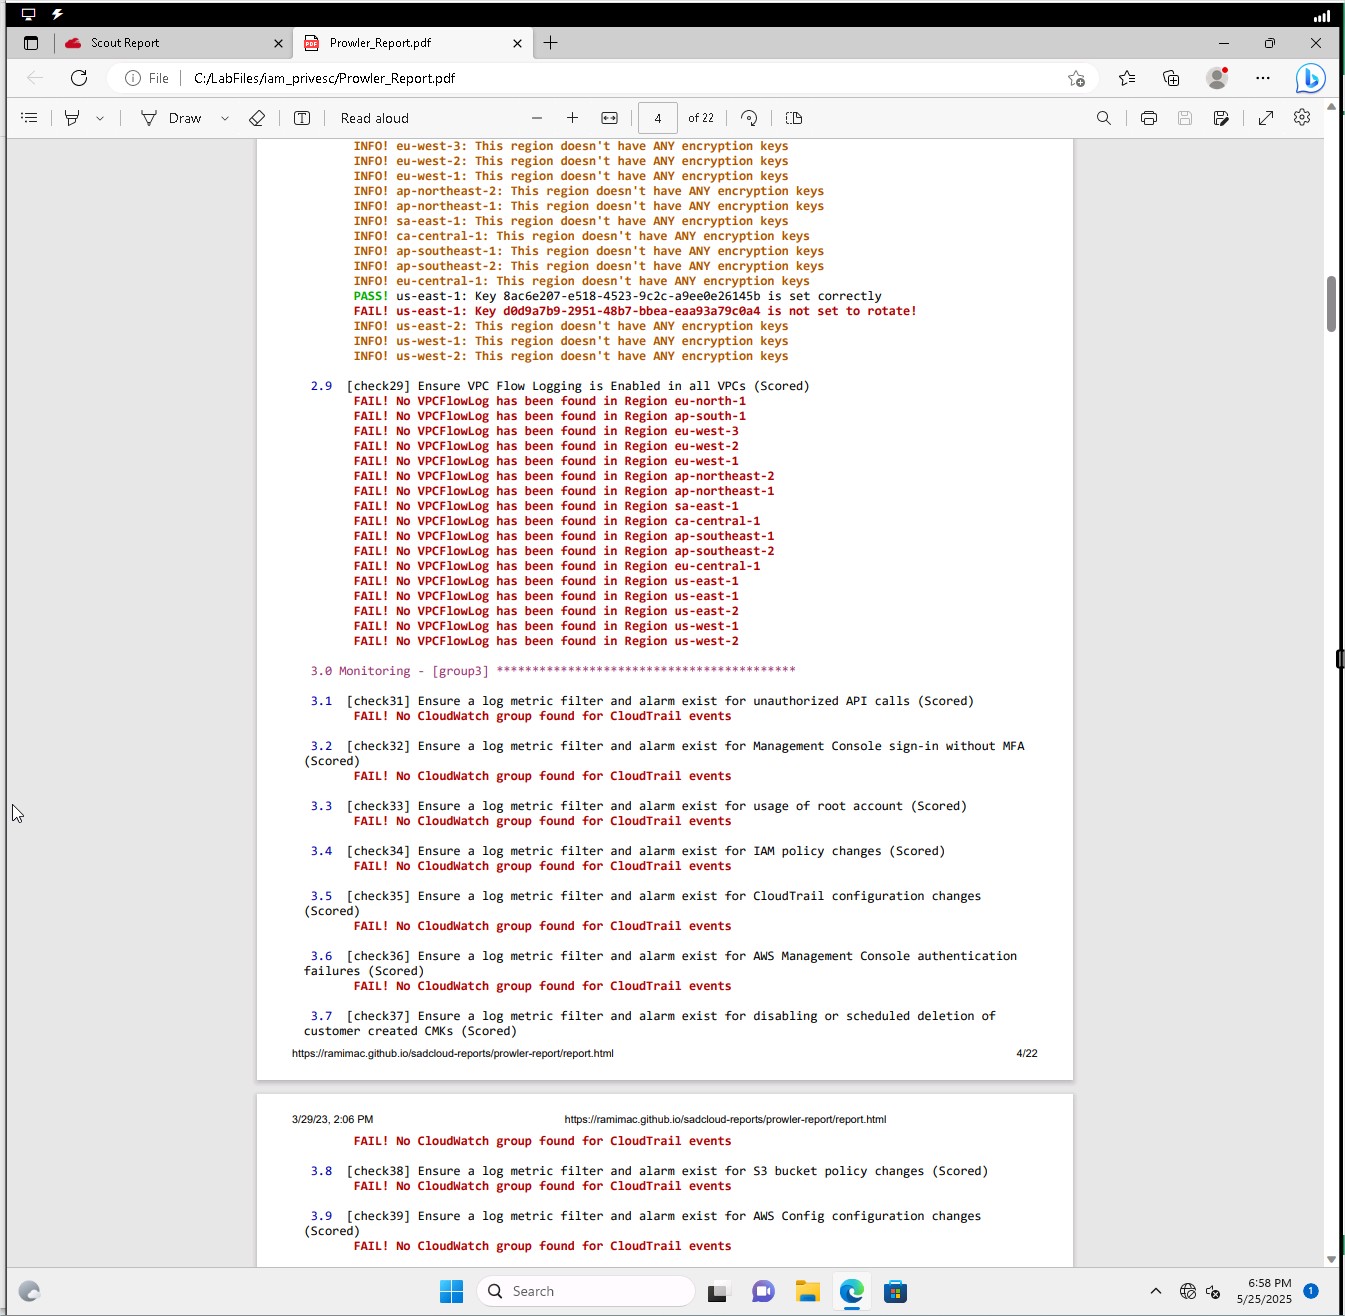 Scout Report
Prowler_Report.pdf
File
C:/LabFiles/iam_privesc/Prowler_Report.pdf
Draw
Read aloud
4
of 22
INFO! eu-west-3: This region doesn't have ANY encryption keys
INFO! eu-west-2: This region doesn't have ANY encryption keys
INFO! eu-west-1: This region doesn't have ANY encryption keys
INFO! ap-northeast-2: This region doesn't have ANY encryption keys
INFO! ap-northeast-1: This region doesn't have ANY encryption keys
INFO! sa-east-1: This region doesn't have ANY encryption keys
INFO! ca-central-1: This region doesn't have ANY encryption keys
INFO! ap-southeast-1: This region doesn't have ANY encryption keys
INFO! ap-southeast-2: This region doesn't have ANY encryption keys
INFO! eu-central-1: This region doesn't have ANY encryption keys
PASS! us-east-1: Key 8ac6e207-e518-4523-9c2c-a9ee0e26145b is set correctly
FAIL! us-east-1: Key d0d9a7b9-2951-48b7-bbea-eaa93a79c0a4 is not set to rotate!
INFO! us-east-2: This region doesn't have ANY encryption keys
INFO! us-west-1: This region doesn't have ANY encryption keys
INFO! us-west-2: This region doesn't have ANY encryption keys
2.9 [check29] Ensure VPC Flow Logging is Enabled in all VPCs (Scored)
FAIL! No VPCFlowLog has been found in Region eu-north-1
FAIL! No VPCFlowLog has been found in Region ap-south-1
FAIL! No VPCFlowLog has been found in Region eu-west-3
FAIL! No VPCFlowLog has been found in Region eu-west-2
FAIL! No VPCFlowLog has been found in Region eu-west-1
FAIL! No VPCFlowLog has been found in Region ap-northeast-2
FAIL! No VPCFlowLog has been found in Region ap-northeast-1
FAIL! No VPCFlowLog has been found in Region sa-east-1
FAIL! No VPCFlowLog has been found in Region ca-central-1
FAIL! No VPCFlowLog has been found in Region ap-southeast-1
FAIL! No VPCFlowLog has been found in Region ap-southeast-2
FAIL! No VPCFlowLog has been found in Region eu-central-1
FAIL! No VPCFlowLog has been found in Region us-east-1
FAIL! No VPCFlowLog has been found in Region us-east-1
FAIL! No VPCFlowLog has been found in Region us-east-2
FAIL! No VPCFlowLog has been found in Region us-west-1
FAIL! No VPCFlowLog has been found in Region us-west-2
3.0 Monitoring - [group3] ******************************************
3.1 [check31] Ensure a log metric filter and alarm exist for unauthorized API calls (Scored)
FAIL! No CloudWatch group found for CloudTrail events
3.2 [check32] Ensure a log metric filter and alarm exist for Management Console sign-in without MFA
(Scored)
FAIL! No CloudWatch group found for CloudTrail events
3.3 [check33] Ensure a log metric filter and alarm exist for usage of root account (Scored)
FAIL! No CloudWatch group found for CloudTrail events
3.4 [check34] Ensure a log metric filter and alarm exist for IAM policy changes (Scored)
FAIL! No CloudWatch group found for CloudTrail events
3.5 [check35] Ensure a log metric filter and alarm exist for CloudTrail configuration changes
(Scored)
FAIL! No CloudWatch group found for CloudTrail events
3.6 [check36] Ensure a log metric filter and alarm exist for AWS Management Console authentication
failures (Scored)
FAIL! No CloudWatch group found for CloudTrail events
3.7 [check37] Ensure a log metric filter and alarm exist for disabling or scheduled deletion of
customer created CMKs (Scored)
https://ramimac.github.io/sadcloud-reports/prowler-report/report.html
4/22
3/29/23, 2:06 PM
https://ramimac.github.io/sadcloud-reports/prowler-report/report.html
FAIL! No CloudWatch group found for CloudTrail events
3.8 [check38] Ensure a log metric filter and alarm exist for S3 bucket policy changes (Scored)
FAIL! No CloudWatch group found for CloudTrail events
3.9 [check39] Ensure a log metric filter and alarm exist for AWS Config configuration changes
(Scored)
FAIL! No CloudWatch group found for CloudTrail events
Search
6:58 PM
5/25/2025
1